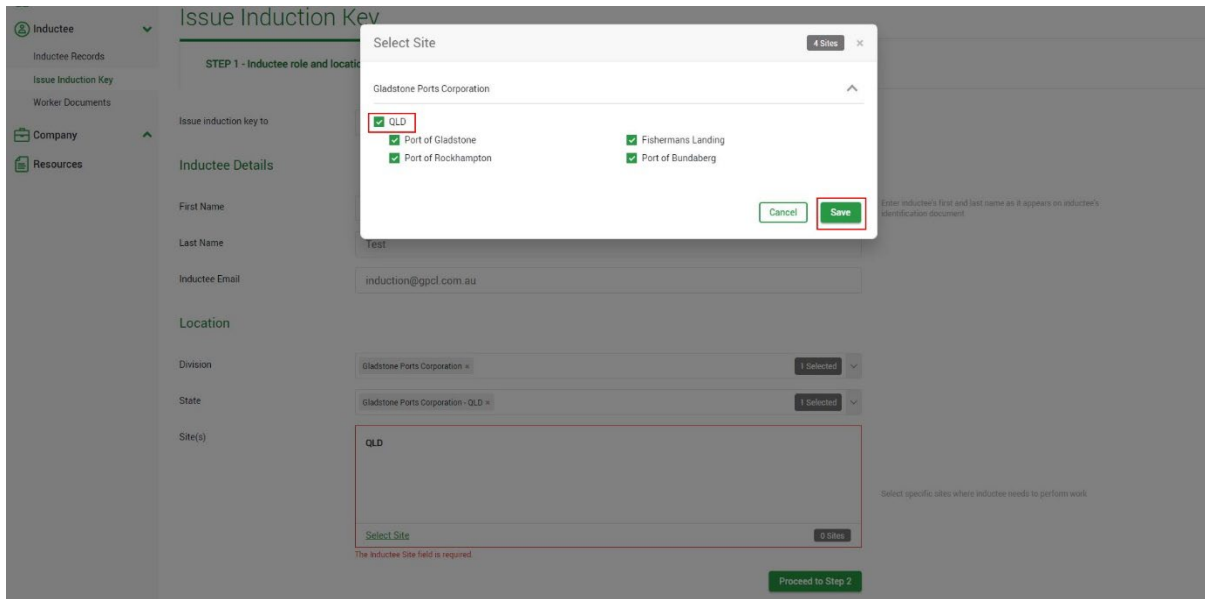 Inductee
Inductee Records
Issue Induction Key
Worker Documents
Company
Resources
Issue Induction Key
STEP 1 - Inductee role and locatio
Select Site
4 Sites
Gladstone Ports Corporation
QLD
Port of Gladstone
Fishermans Landing
Port of Rockhampton
Port of Bundaberg
Cancel
Save
Issue induction key to
Inductee Details
First Name
Enter inductee's first and last name as it appears on inductee's
identification document
Last Name
Test
Inductee Email
induction@gpcl.com.au
Location
Division
Gladstone Ports Corporation ×
1 Selected
State
Gladstone Ports Corporation - QLD ×
1 Selected
Site(s)
QLD
Select specific sites where inductee needs to perform work.
Select Site
0 Sites
The Inductee Site field is required.
Proceed to Step 2